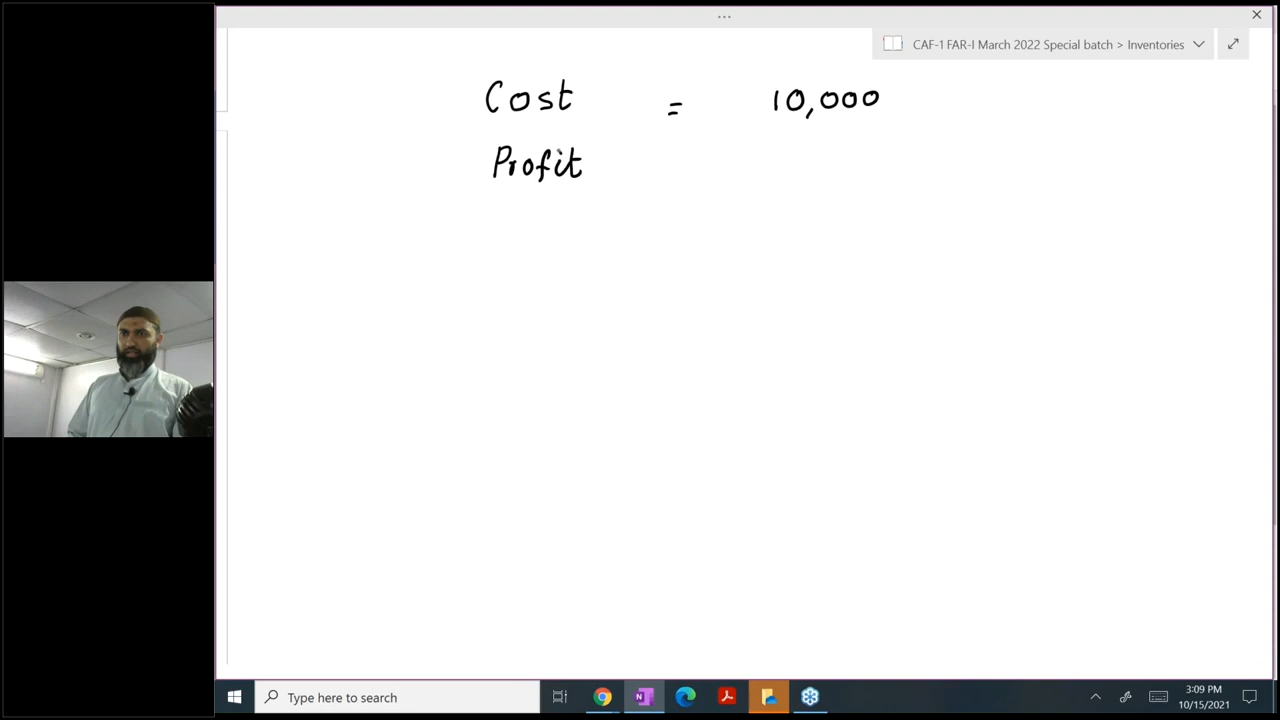 CAF-1 FAR-I March 2022 Special batch > Inventories
Cost = 10,000
Profit
Type here to search
3:09 PM
10/15/2021